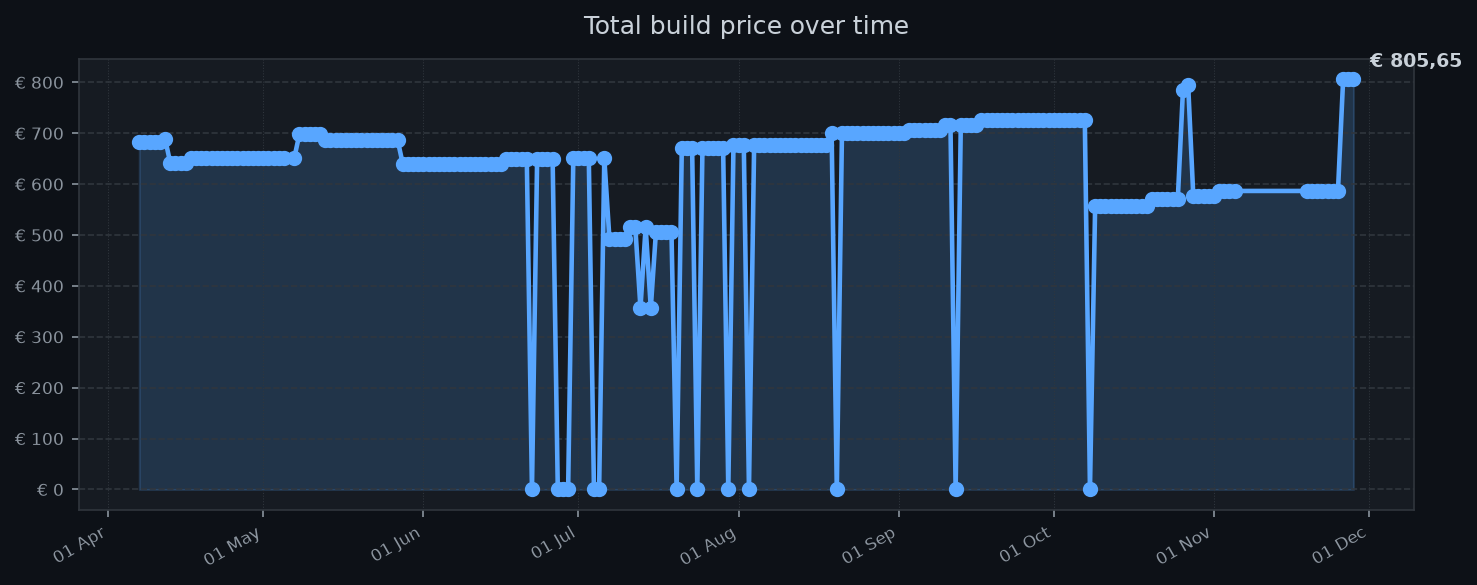 Total build price over time
€ 805,65
€ 800
€ 700
€ 600
€ 500
€ 400
€ 300
€ 200
€ 100
€ 0
01 Apr
01 May
01 Jun
01 Jul
01 Aug
01 Sep
01 Oct
01 Nov
01 Dec